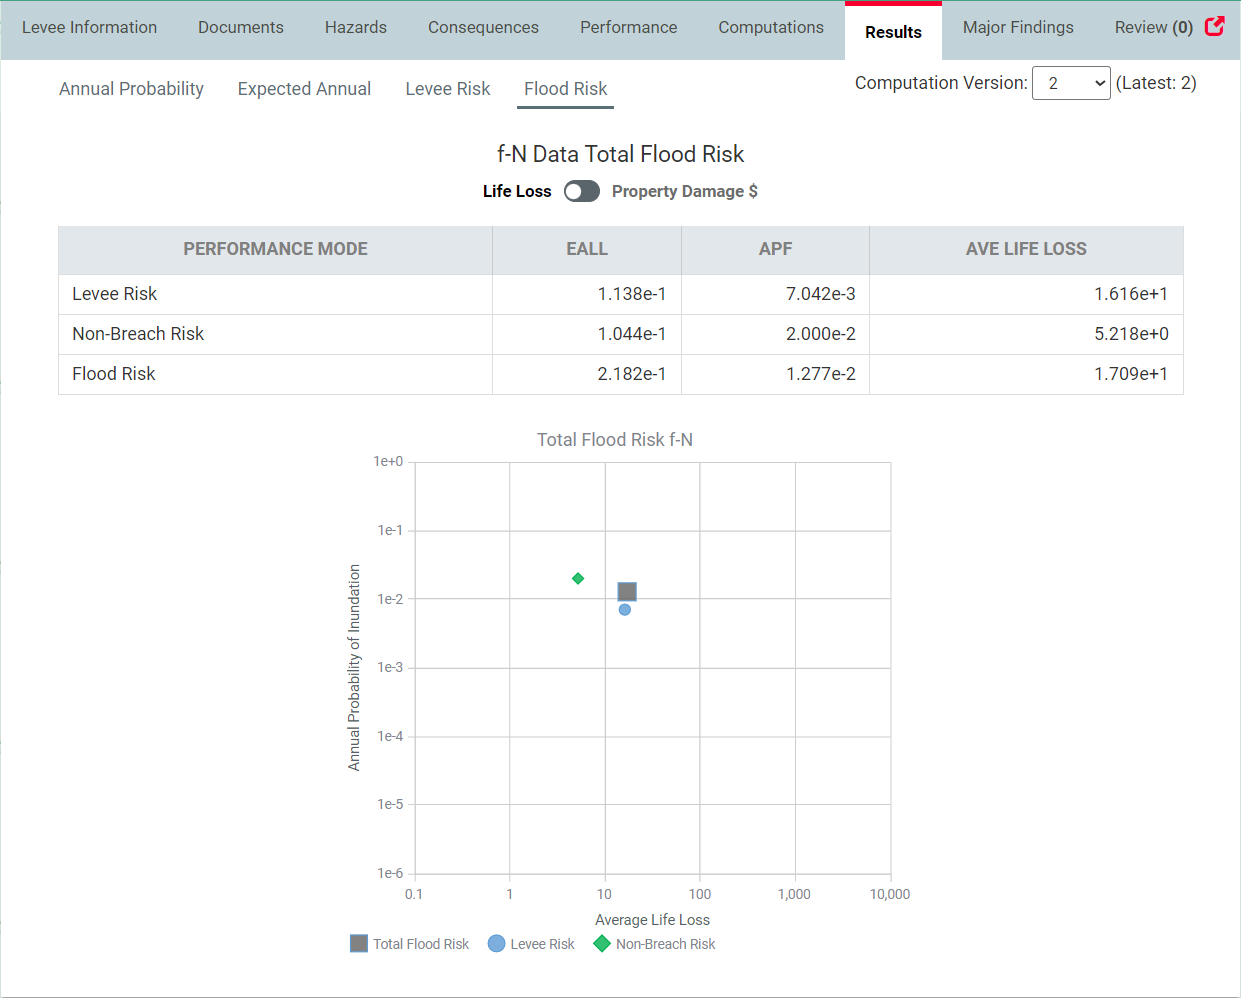 Levee Information Documents Hazards Consequences Performance Computations Results Major Findings Review (0)
Annual Probability Expected Annual Levee Risk Flood Risk Computation Version: 2 (Latest: 2)
f-N Data Total Flood Risk
Life Loss Property Damage $
PERFORMANCE MODE EALL APF AVE LIFE LOSS
Levee Risk 1.138e-1 7.042e-3 1.616e+1
Non-Breach Risk 1.044e-1 2.000e-2 5.218e+0
Flood Risk 2.182e-1 1.277e-2 1.709e+1
Total Flood Risk f-N
1e+0
1e-1
1e-2
1e-3
1e-4
1e-5
1e-6
Annual Probability of Inundation
0.1 1 10 100 1,000 10,000
Average Life Loss
Total Flood Risk Levee Risk Non-Breach Risk